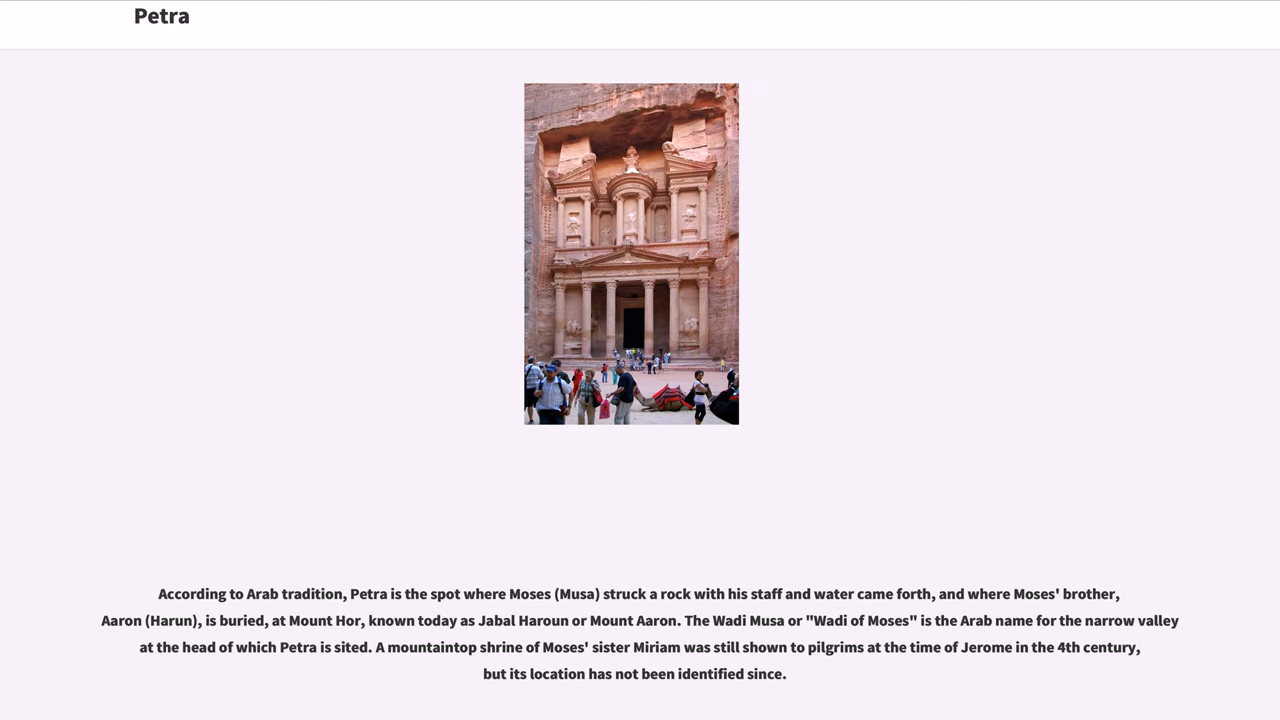 Petra
According to Arab tradition, Petra is the spot where Moses (Musa) struck a rock with his staff and water came forth, and where Moses' brother,
Aaron (Harun), is buried, at Mount Hor, known today as Jabal Haroun or Mount Aaron. The Wadi Musa or "Wadi of Moses" is the Arab name for the narrow valley
at the head of which Petra is sited. A mountaintop shrine of Moses' sister Miriam was still shown to pilgrims at the time of Jerome in the 4th century,
but its location has not been identified since.